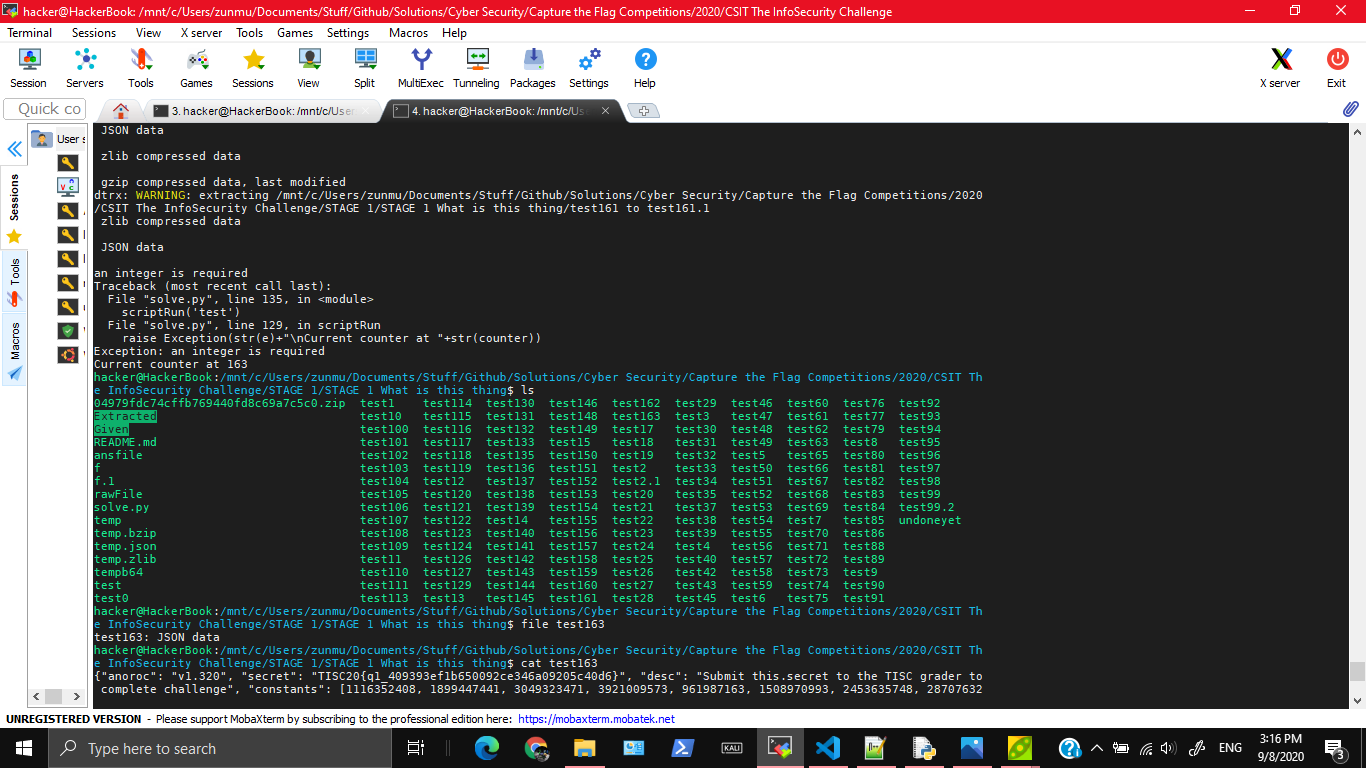 hacker@HackerBook: /mnt/c/Users/zunmu/Documents/Stuff/Github/Solutions/Cyber Security/Capture the Flag Competitions/2020/CSIT The InfoSecurity Challenge
Terminal Sessions View X server Tools Games Settings Macros Help
Session Servers Tools Games Sessions View Split MultiExec Tunneling Packages Settings Help X server Exit
Quick co
3. hacker@HackerBook: /mnt/c/User
4. hacker@HackerBook: /mnt/c/Us
User s
Sessions
Tools
Macros
JSON data
zlib compressed data
gzip compressed data, last modified
dtrx: WARNING: extracting /mnt/c/Users/zunmu/Documents/Stuff/Github/Solutions/Cyber Security/Capture the Flag Competitions/2020
/CSIT The InfoSecurity Challenge/STAGE 1/STAGE 1 What is this thing/test161 to test161.1
zlib compressed data
JSON data
an integer is required
Traceback (most recent call last):
File "solve.py", line 135, in <module>
scriptRun('test')
File "solve.py", line 129, in scriptRun
raise Exception(str(e)+"\nCurrent counter at "+str(counter))
Exception: an integer is required
Current counter at 163
hacker@HackerBook:/mnt/c/Users/zunmu/Documents/Stuff/Github/Solutions/Cyber Security/Capture the Flag Competitions/2020/CSIT Th
e InfoSecurity Challenge/STAGE 1/STAGE 1 What is this thing$ ls
04979fdc74cffb769440fd8c69a7c5c0.zip test1 test114 test130 test146 test162 test29 test46 test60 test76 test92
Extracted test10 test115 test131 test148 test163 test3 test47 test61 test77 test93
Given test100 test116 test132 test149 test17 test30 test48 test62 test79 test94
README.md test101 test117 test133 test15 test18 test31 test49 test63 test8 test95
ansfile test102 test118 test135 test150 test19 test32 test5 test65 test80 test96
f test103 test119 test136 test151 test2 test33 test50 test66 test81 test97
f.1 test104 test12 test137 test152 test2.1 test34 test51 test67 test82 test98
rawFile test105 test120 test138 test153 test20 test35 test52 test68 test83 test99
solve.py test106 test121 test139 test154 test21 test37 test53 test69 test84 test99.2
temp test107 test122 test14 test155 test22 test38 test54 test7 test85 undoneyet
temp.bzip test108 test123 test140 test156 test23 test39 test55 test70 test86
temp.json test109 test124 test141 test157 test24 test4 test56 test71 test88
temp.zlib test11 test126 test142 test158 test25 test40 test57 test72 test89
tempb64 test110 test127 test143 test159 test26 test42 test58 test73 test9
test test111 test129 test144 test160 test27 test43 test59 test74 test90
test0 test113 test13 test145 test161 test28 test45 test6 test75 test91
hacker@HackerBook:/mnt/c/Users/zunmu/Documents/Stuff/Github/Solutions/Cyber Security/Capture the Flag Competitions/2020/CSIT Th
e InfoSecurity Challenge/STAGE 1/STAGE 1 What is this thing$ file test163
test163: JSON data
hacker@HackerBook:/mnt/c/Users/zunmu/Documents/Stuff/Github/Solutions/Cyber Security/Capture the Flag Competitions/2020/CSIT Th
e InfoSecurity Challenge/STAGE 1/STAGE 1 What is this thing$ cat test163
{"anoroc": "v1.320", "secret": "TISC20{q1_409393ef1b650092ce346a09205c40d6}", "desc": "Submit this.secret to the TISC grader to
complete challenge", "constants": [1116352408, 1899447441, 3049323471, 3921009573, 961987163, 1508970993, 2453635748, 28707632
UNREGISTERED VERSION - Please support MobaXterm by subscribing to the professional edition here: https://mobaxterm.mobatek.net
Type here to search
KALI
ENG
3:16 PM
9/8/2020
3